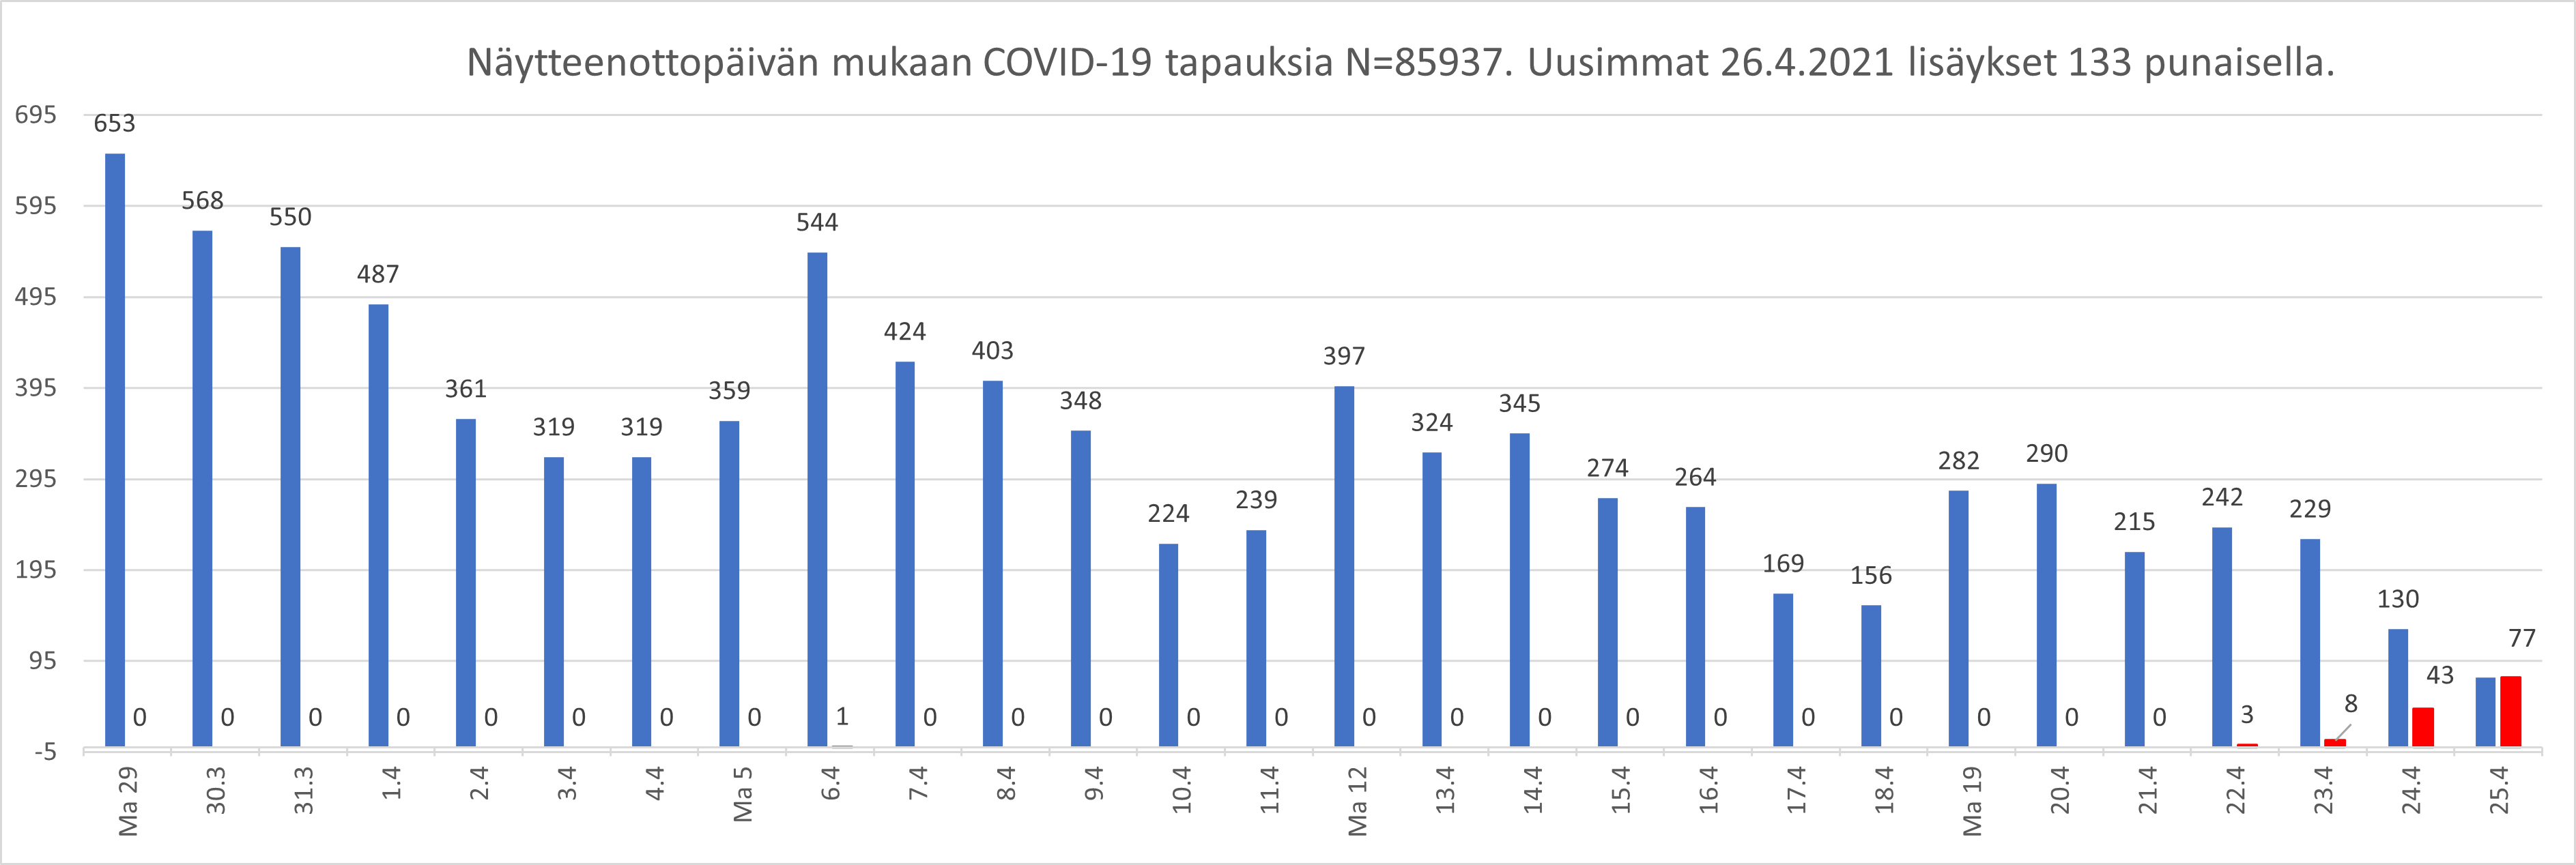 Näytteenottopäivän mukaan COVID-19 tapauksia N=85937. Uusimmat 26.4.2021 lisäykset 133 punaisella.
695
595
495
395
295
195
95
-5
653 568 550 487 361 319 319 359 544 424 403 348 224 239 397 324 345 274 264 169 156 282 290 215 242 229 130
0 0 0 0 0 0 0 0 1 0 0 0 0 0 0 0 0 0 0 0 0 0 0 0 3 8 43 77
Ma 29 30.3 31.3 1.4 2.4 3.4 4.4 Ma 5 6.4 7.4 8.4 9.4 10.4 11.4 Ma 12 13.4 14.4 15.4 16.4 17.4 18.4 Ma 19 20.4 21.4 22.4 23.4 24.4 25.4